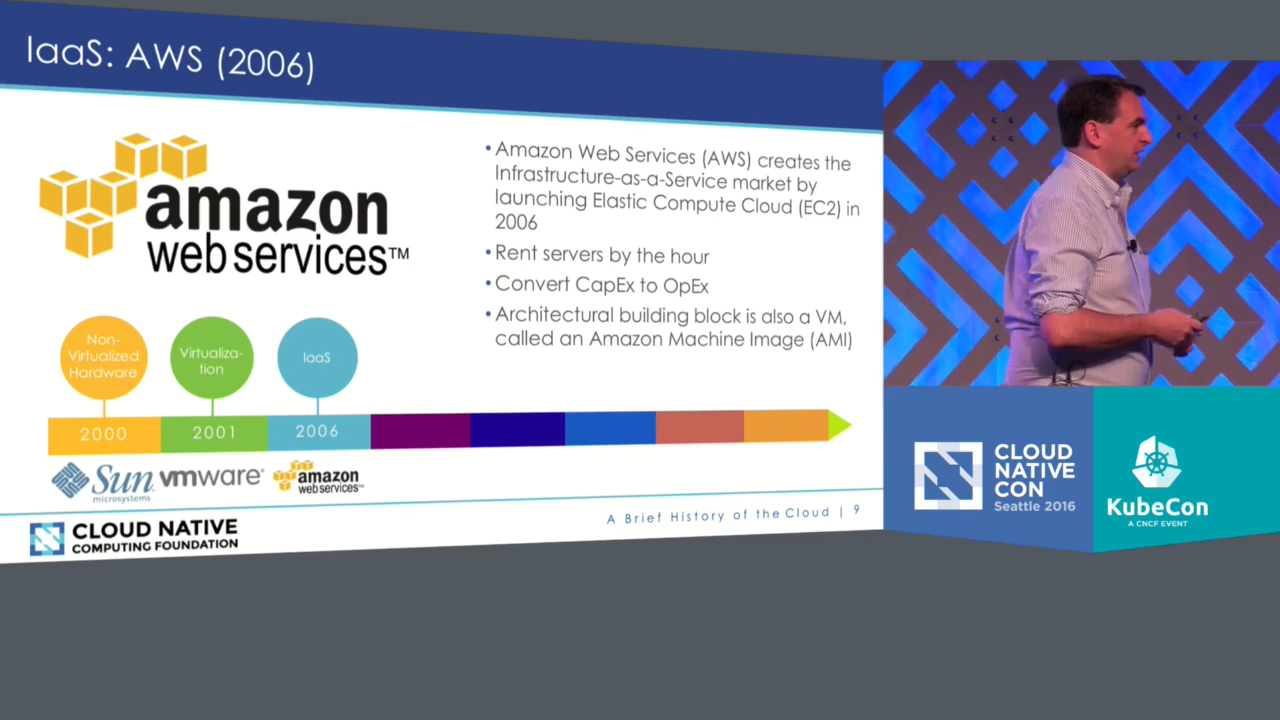 IaaS: AWS (2006)
amazon
web services™
•Amazon Web Services (AWS) creates the
Infrastructure-as-a-Service market by
launching Elastic Compute Cloud (EC2) in
2006
•Rent servers by the hour
•Convert CapEx to OpEx
•Architectural building block is also a VM,
called an Amazon Machine Image (AMI)
Non-
Virtualized
Hardware
Virtualiza-
tion
IaaS
2000
2001
2006
Sun
microsystems
vmware®
amazon
web services™
CLOUD NATIVE
COMPUTING FOUNDATION
A Brief History of the Cloud | 9
CLOUD
NATIVE
CON
Seattle 2016
KubeCon
A CNCF EVENT